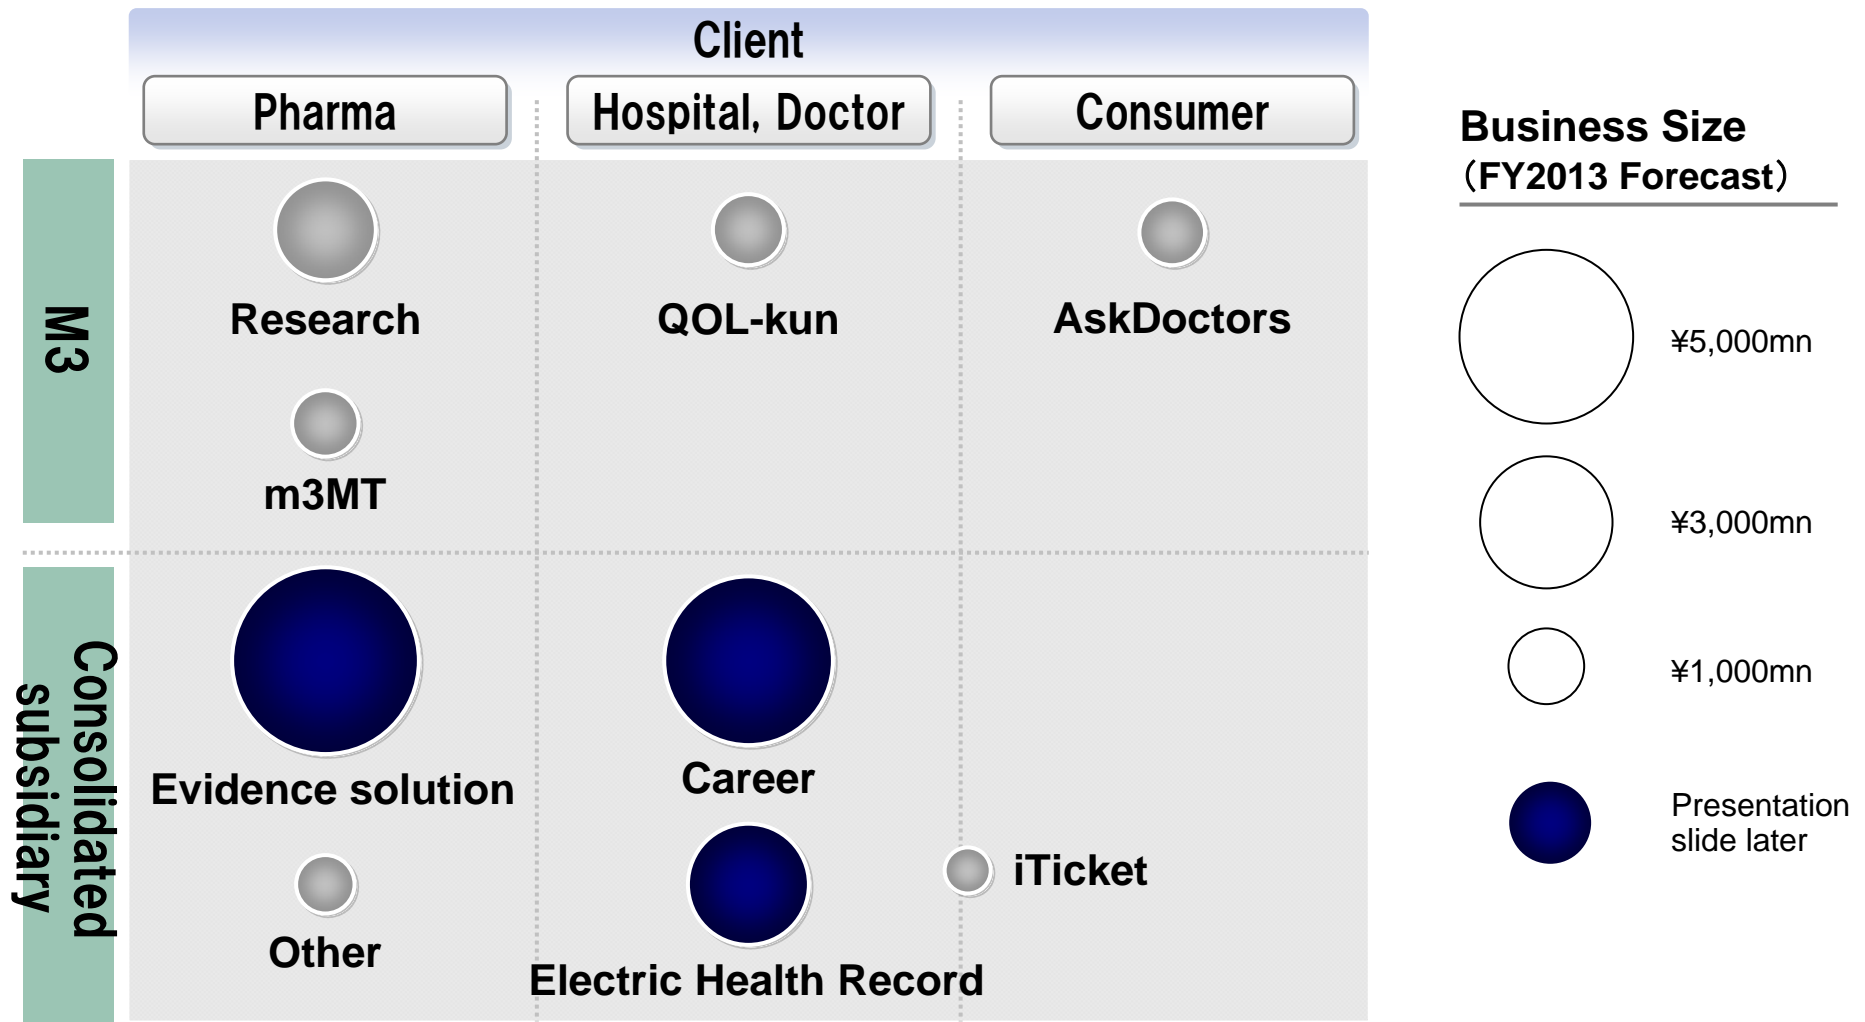 Client
Pharma
Hospital, Doctor
Consumer
M3
Research
QOL-kun
AskDoctors
m3MT
Consolidated
subsidiary
Evidence solution
Career
Other
Electric Health Record
iTicket
Business Size
（FY2013 Forecast）
¥5,000mn
¥3,000mn
¥1,000mn
Presentation
slide later